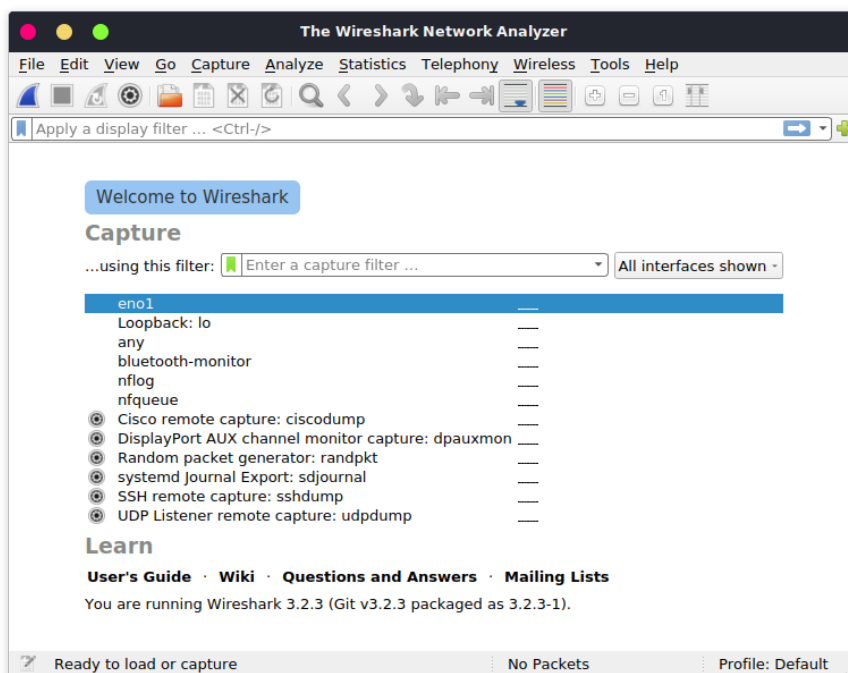 The Wireshark Network Analyzer
File Edit View Go Capture Analyze Statistics Telephony Wireless Tools Help
Apply a display filter ... <Ctrl-/>
Welcome to Wireshark
Capture
...using this filter: Enter a capture filter ... All interfaces shown
eno1
Loopback: lo
any
bluetooth-monitor
nflog
nfqueue
Cisco remote capture: ciscodump
DisplayPort AUX channel monitor capture: dpauxmon
Random packet generator: randpkt
systemd Journal Export: sdjournal
SSH remote capture: sshdump
UDP Listener remote capture: udpdump
Learn
User's Guide · Wiki · Questions and Answers · Mailing Lists
You are running Wireshark 3.2.3 (Git v3.2.3 packaged as 3.2.3-1).
Ready to load or capture No Packets Profile: Default